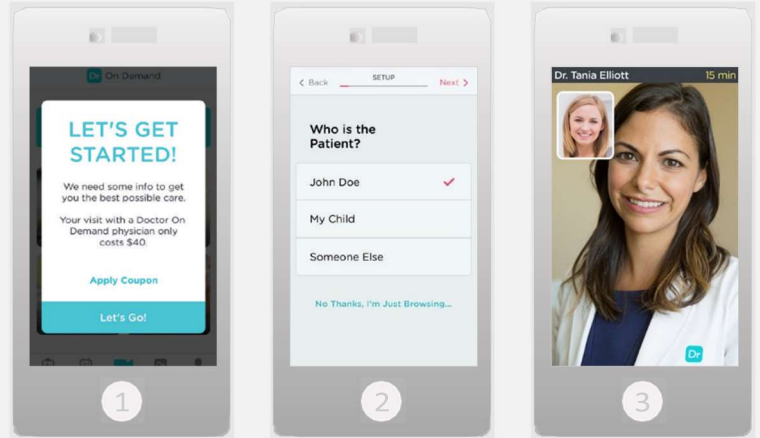 Dr On Demand
LET'S GET
STARTED!
We need some info to get
you the best possible care.
Your visit with a Doctor On
Demand physician only
costs $40.
Apply Coupon
Let's Go!
1
< Back SETUP Next >
Who is the
Patient?
John Doe
My Child
Someone Else
No Thanks, I'm Just Browsing...
2
Dr. Tania Elliott 15 min
Dr
3